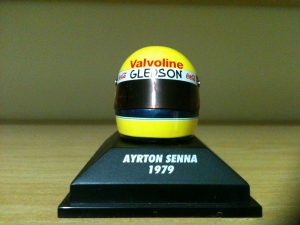 Valvoline
GLEDSON
AYRTON SENNA
1979